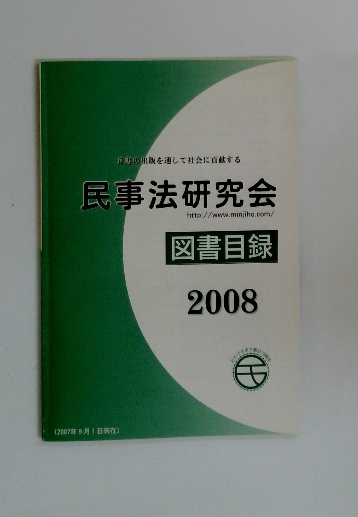 良書の出版を通して社会に貢献する
民事法研究会
http://www.minjiho.com/
図書目録
2008
(2007年9月1日現在)